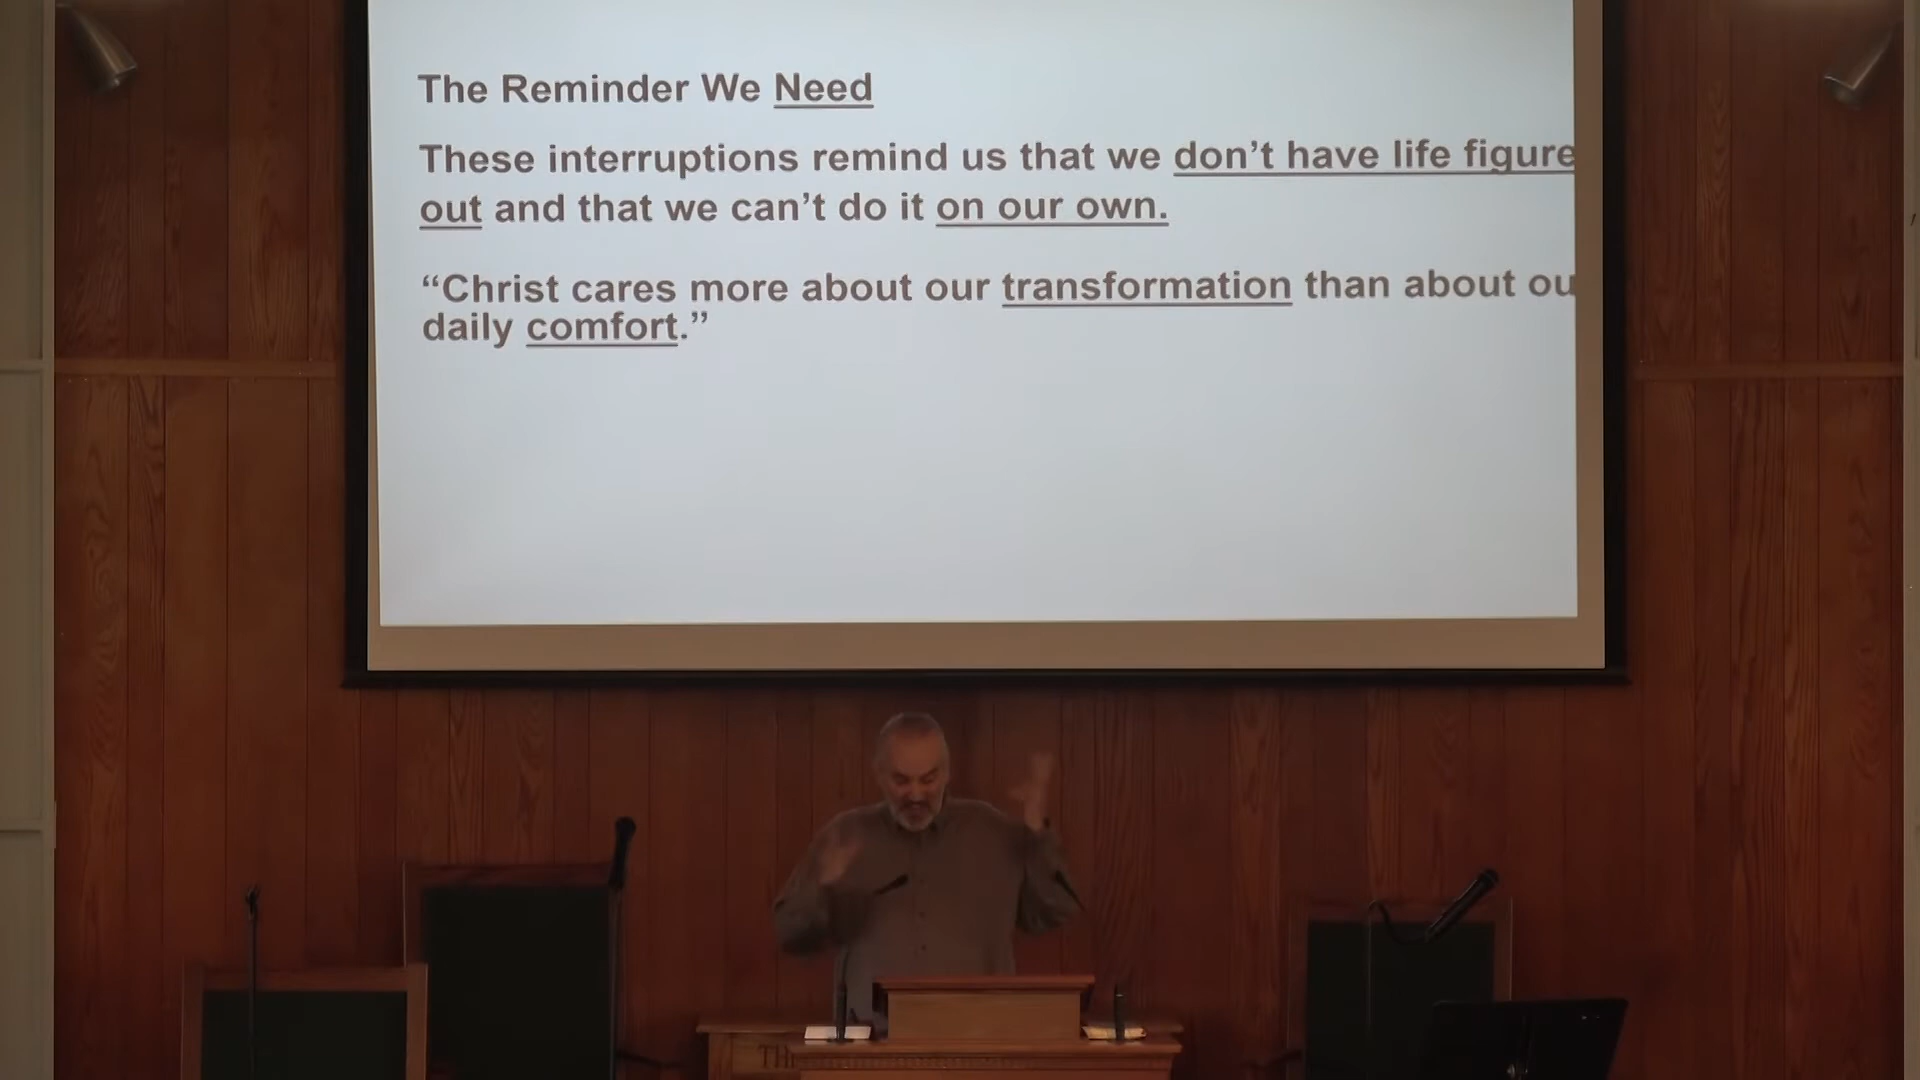 The Reminder We Need
These interruptions remind us that we don’t have life figure
out and that we can’t do it on our own.
“Christ cares more about our transformation than about ou
daily comfort.”